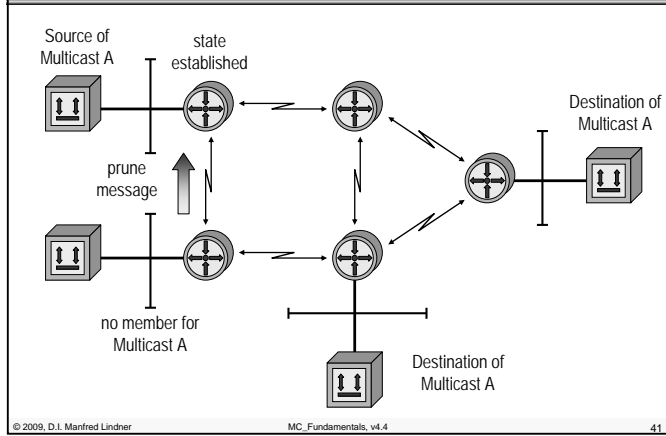 Source of
Multicast A
state
established
Destination of
Multicast A
prune
message
no member for
Multicast A
Destination of
Multicast A
© 2009, D.I. Manfred Lindner
MC_Fundamentals, v4.4
41